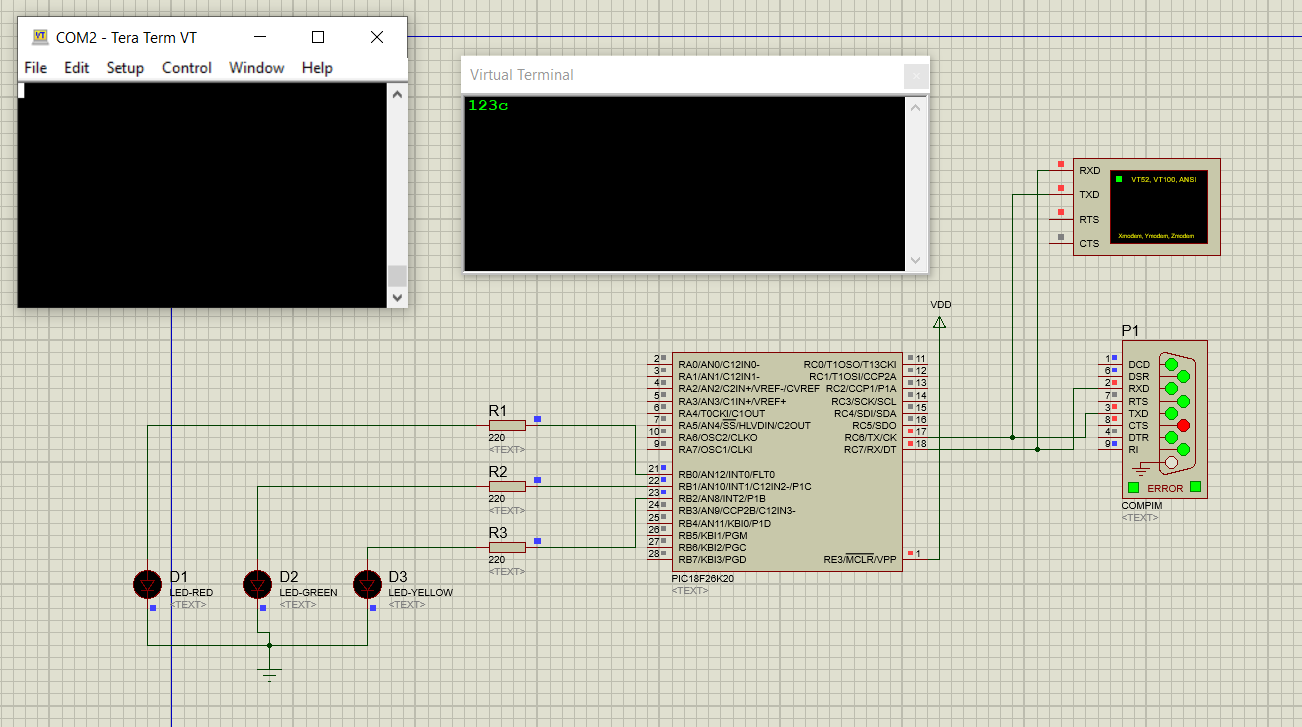 COM2 - Tera Term VT
File Edit Setup Control Window Help
Virtual Terminal
123c
RXD
TXD
RTS
CTS
VT52, VT100, ANSI
Xmodem, Ymodem, Zmodem
VDD
P1
1 DCD
6 DSR
2 RXD
7 RTS
3 TXD
8 CTS
4 DTR
9 RI
ERROR
COMPIM
<TEXT>
2 RA0/AN0/C12IN0- RC0/T1OSO/T13CKI 11
3 RA1/AN1/C12IN1- RC1/T1OSI/CCP2A 12
4 RA2/AN2/C2IN+/VREF-/CVREF RC2/CCP1/P1A 13
5 RA3/AN3/C1IN+/VREF+ RC3/SCK/SCL 14
6 RA4/T0CKI/C1OUT RC4/SDI/SDA 15
7 RA5/AN4/SS/HLVDIN/C2OUT RC5/SDO 16
10 RA6/OSC2/CLKO RC6/TX/CK 17
9 RA7/OSC1/CLKI RC7/RX/DT 18
21 RB0/AN12/INT0/FLT0
22 RB1/AN10/INT1/C12IN2-/P1C
23 RB2/AN8/INT2/P1B
24 RB3/AN9/CCP2B/C12IN3-
25 RB4/AN11/KBI0/P1D
26 RB5/KBI1/PGM
27 RB6/KBI2/PGC
28 RB7/KBI3/PGD RE3/MCLR/VPP 1
PIC18F26K20
<TEXT>
R1
220
<TEXT>
R2
220
<TEXT>
R3
220
<TEXT>
D1
LED-RED
<TEXT>
D2
LED-GREEN
<TEXT>
D3
LED-YELLOW
<TEXT>